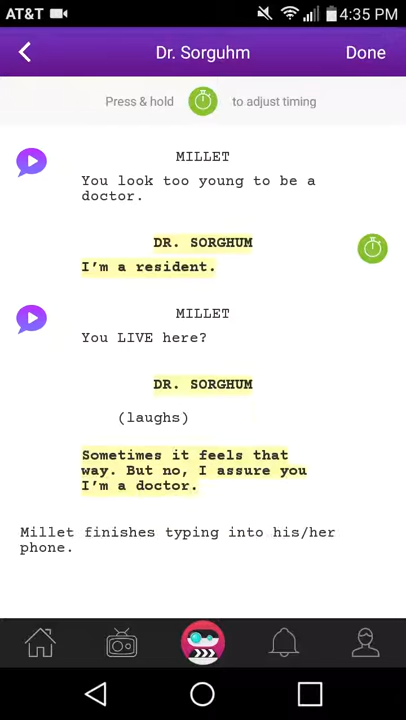 AT&T 4:35 PM
Dr. Sorguhm Done
Press & hold to adjust timing
MILLET
You look too young to be a
doctor.
DR. SORGHUM
I'm a resident.
MILLET
You LIVE here?
DR. SORGHUM
(laughs)
Sometimes it feels that
way. But no, I assure you
I'm a doctor.
Millet finishes typing into his/her
phone.